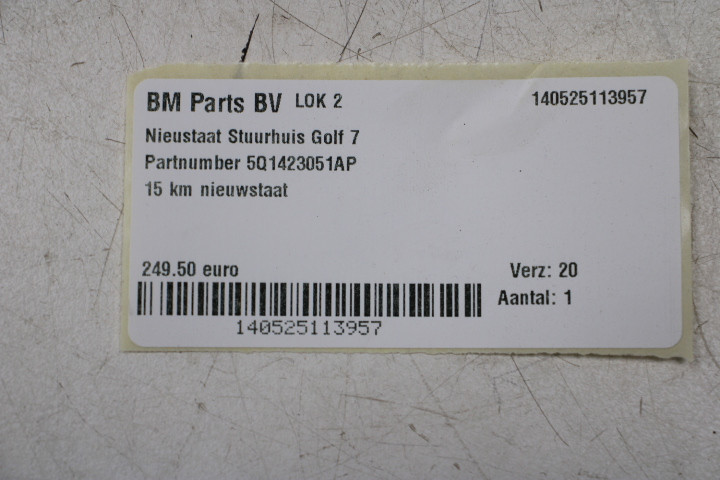 BM Parts BV LOK 2 140525113957
Nieustaat Stuurhuis Golf 7
Partnumber 5Q1423051AP
15 km nieuwstaat
249.50 euro Verz: 20
Aantal: 1
140525113957